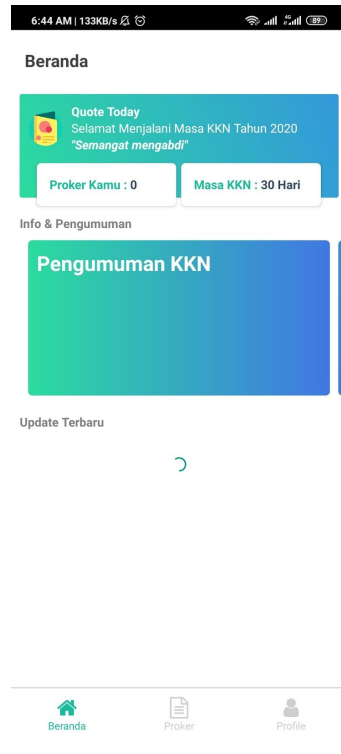 6:44 AM | 133KB/s
4G
89
Beranda
Quote Today
Selamat Menjalani Masa KKN Tahun 2020
"Semangat mengabdi"
Proker Kamu : 0
Masa KKN : 30 Hari
Info & Pengumuman
Pengumuman KKN
Update Terbaru
Beranda
Proker
Profile